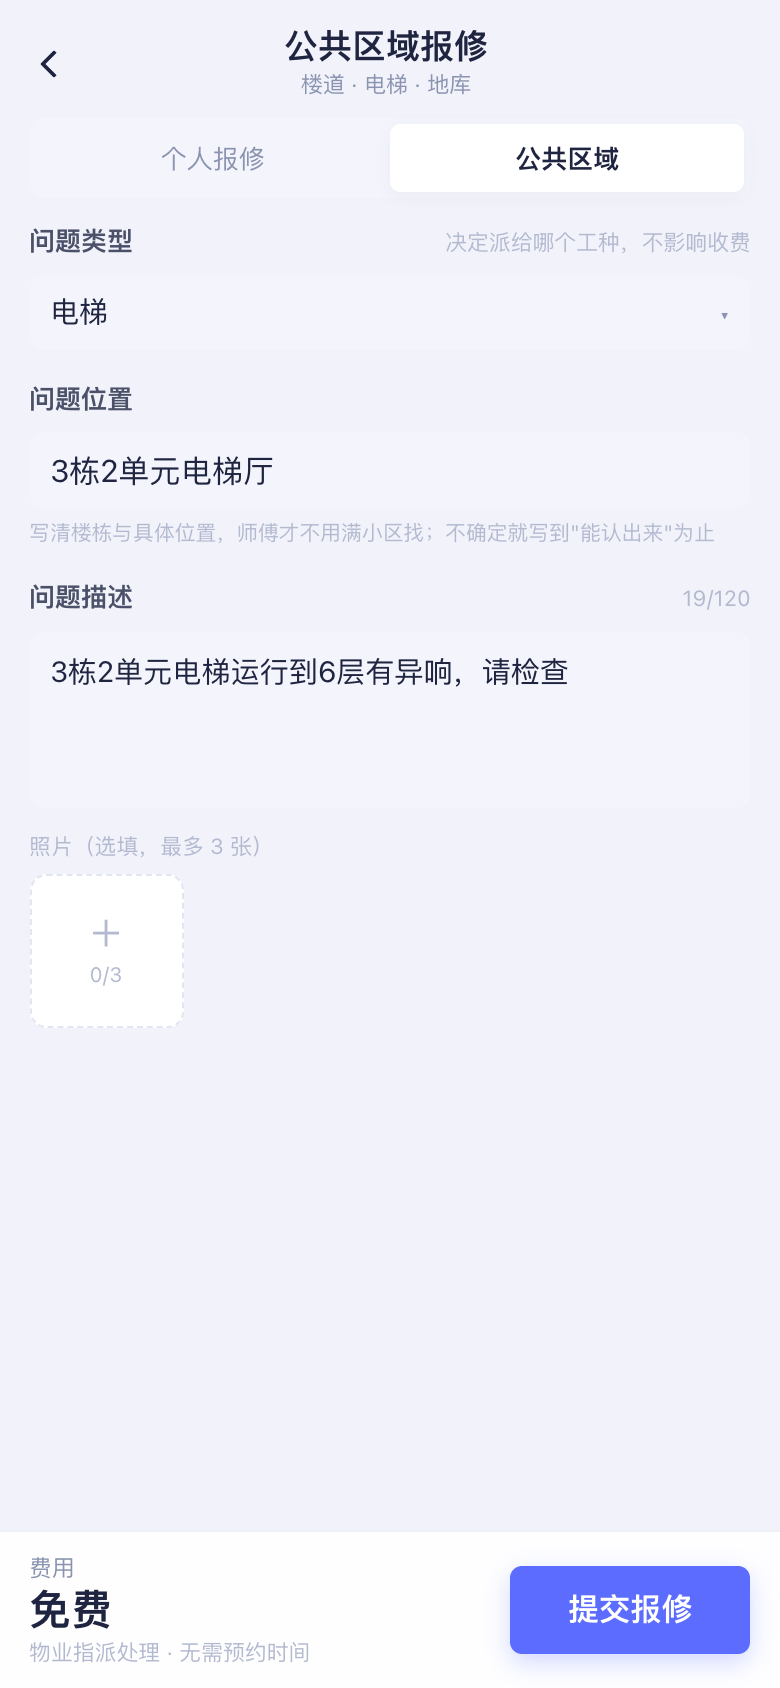 公共区域报修
楼道 · 电梯 · 地库
个人报修
公共区域
问题类型
决定派给哪个工种，不影响收费
电梯
问题位置
3栋2单元电梯厅
写清楼栋与具体位置，师傅才不用满小区找；不确定就写到"能认出来"为止
问题描述
19/120
3栋2单元电梯运行到6层有异响，请检查
照片（选填，最多 3 张）
0/3
费用
免费
物业指派处理 · 无需预约时间
提交报修